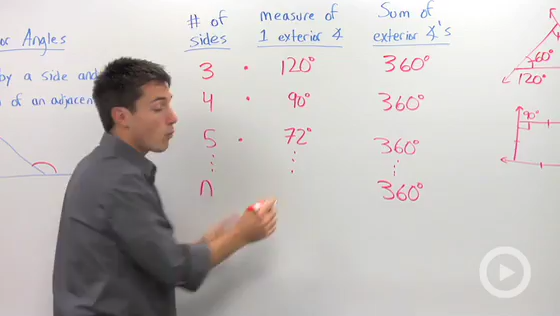 or Angles
by a side and
n of an adjacen
# of sides
measure of 1 exterior ∠
Sum of exterior ∠'s
3 · 120° 360°
4 · 90° 360°
5 · 72° 360°
n 360°
60°
120°
90°